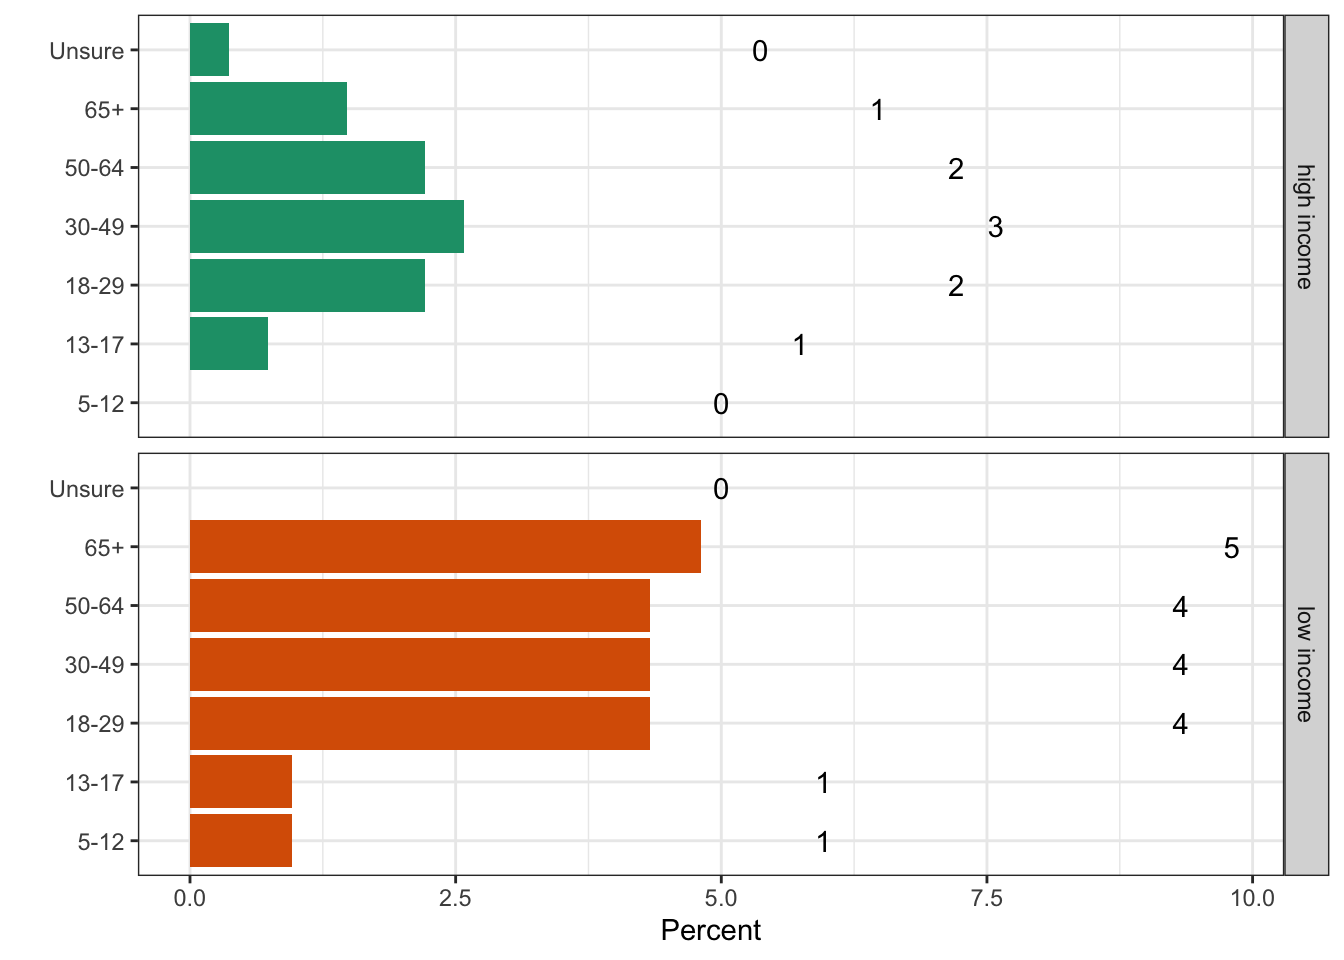 Unsure 0
65+ 1
50-64 2
30-49 3
18-29 2
13-17 1
5-12 0
high income
Unsure 0
65+ 5
50-64 4
30-49 4
18-29 4
13-17 1
5-12 1
low income
0.0 2.5 5.0 7.5 10.0
Percent